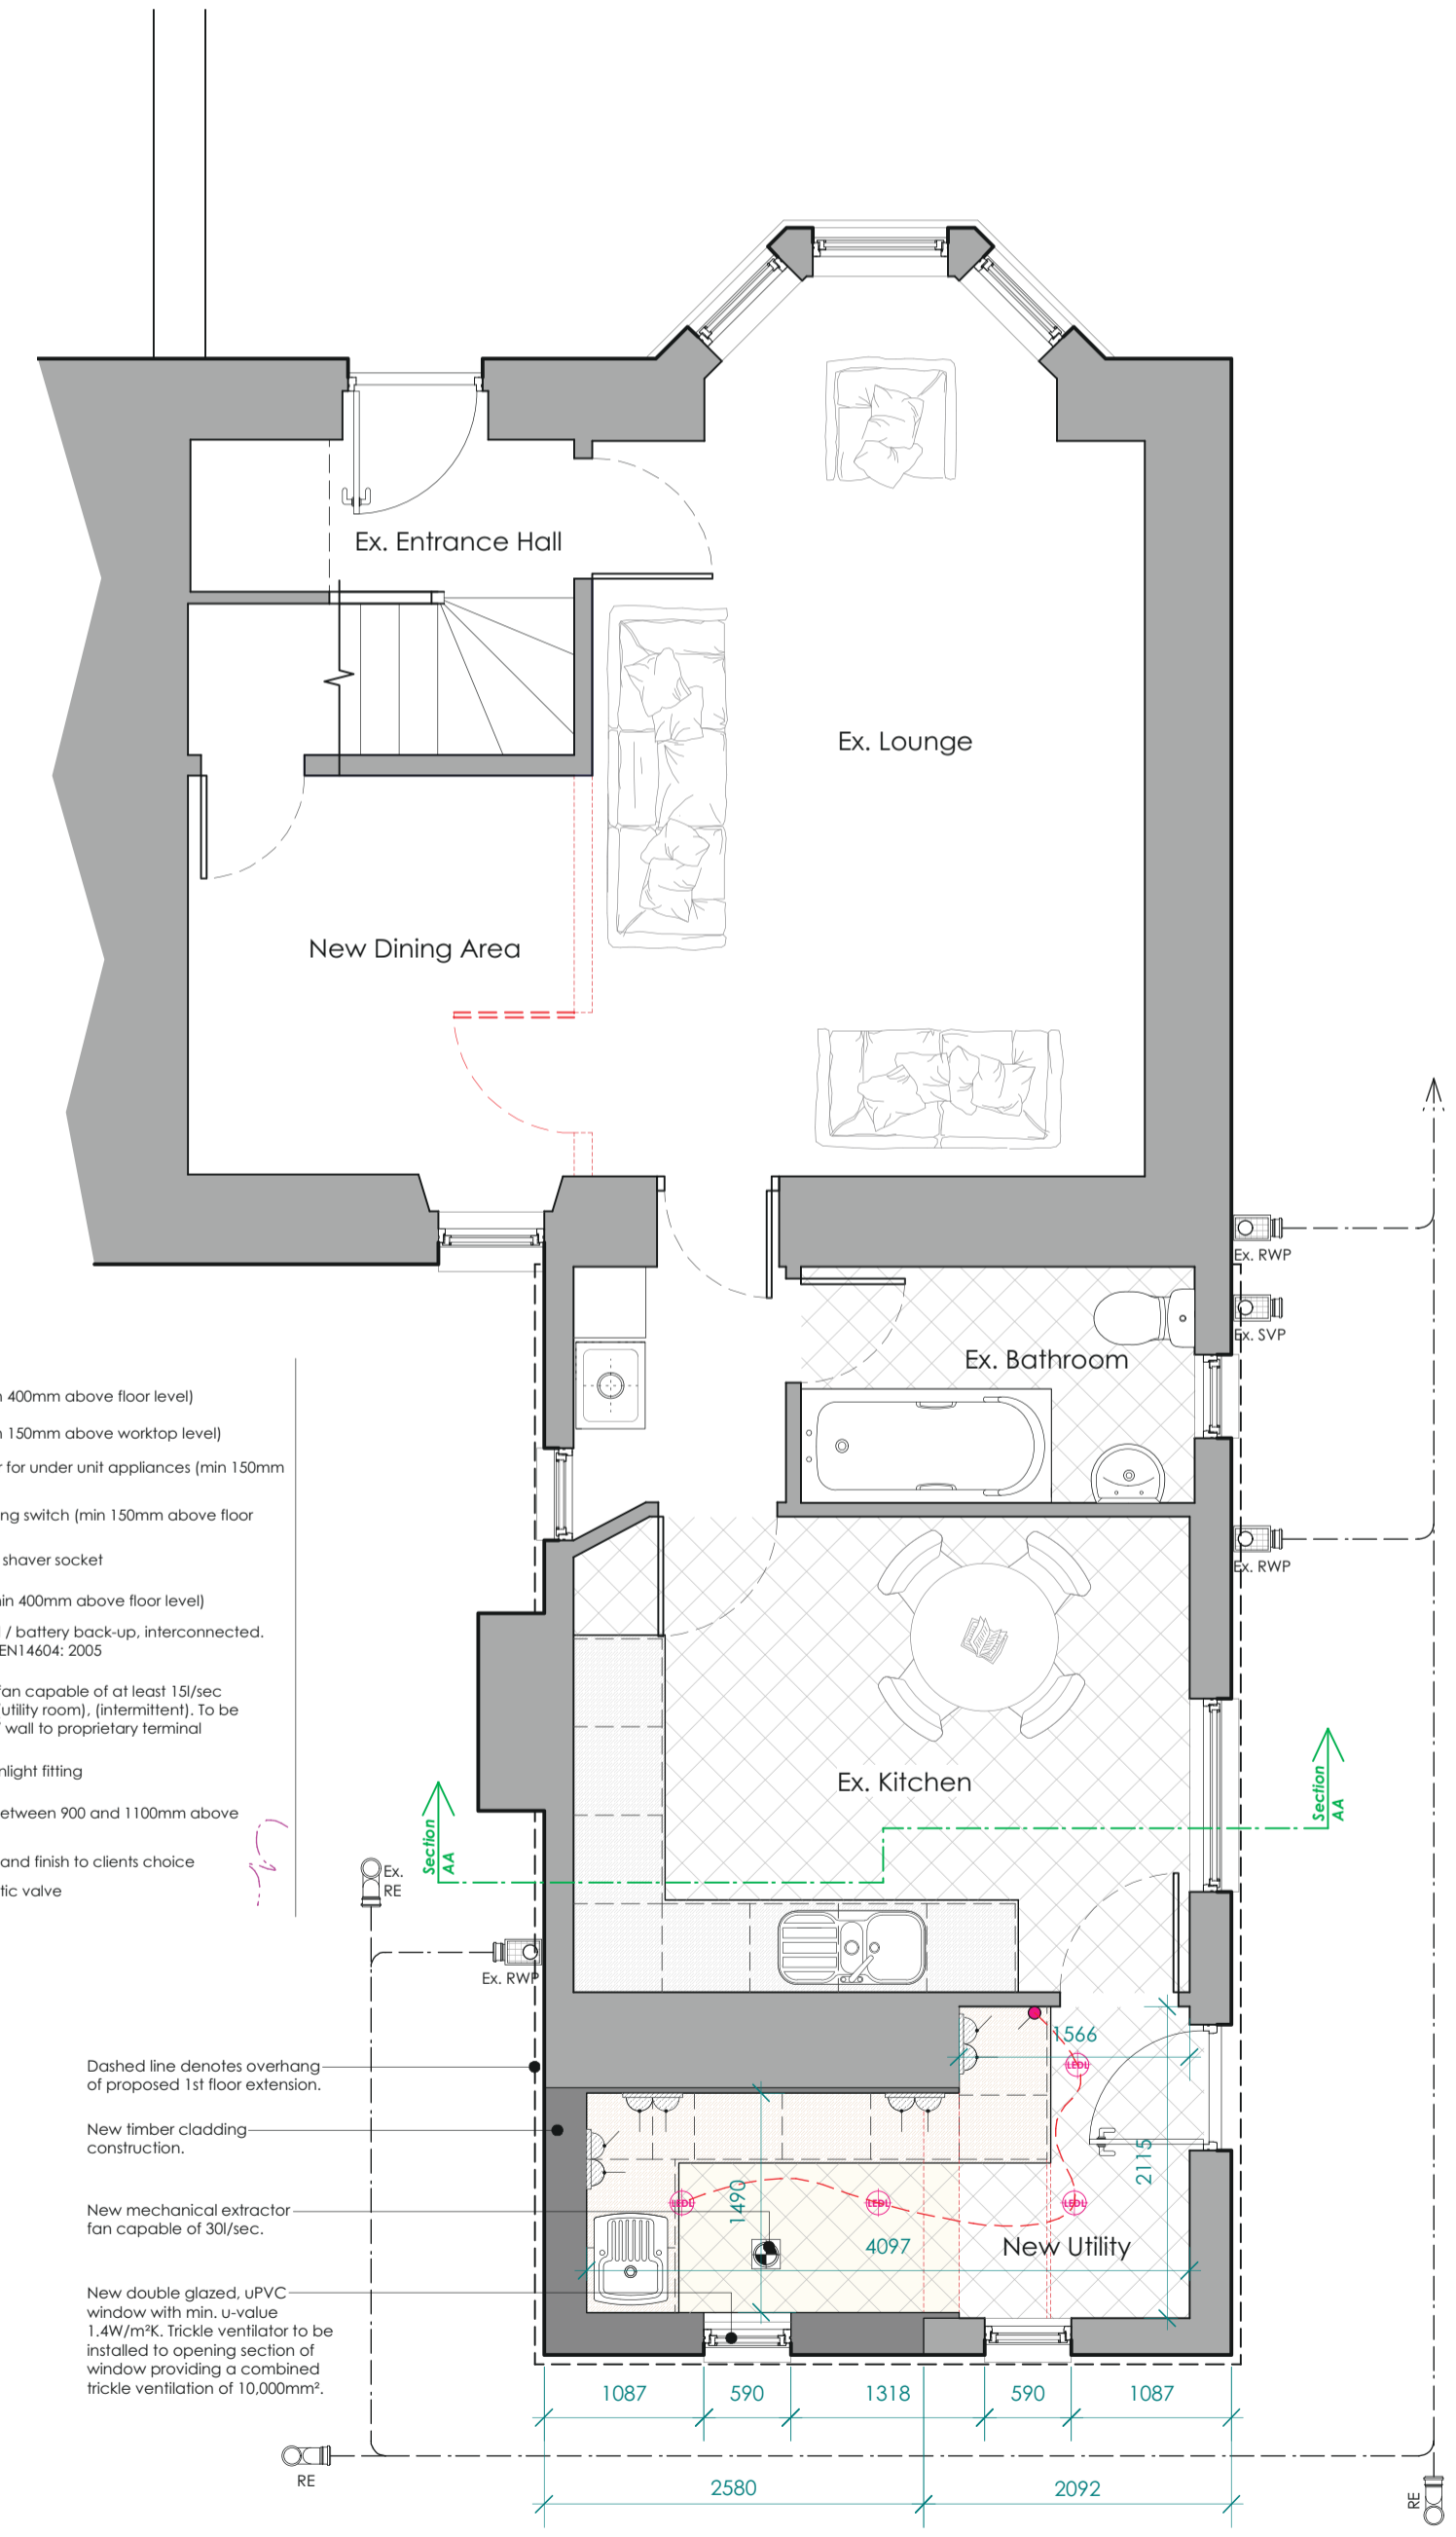 Ex. Entrance Hall
Ex. Lounge
New Dining Area
Ex. RWP
Ex. SVP
Ex. Bathroom
Ex. RWP
400mm above floor level)
150mm above worktop level)
for under unit appliances (min 150mm
switch (min 150mm above floor
shaver socket
400mm above floor level)
/ battery back-up, interconnected.
EN14604: 2005
fan capable of at least 15l/sec
(utility room), (intermittent). To be
wall to proprietary terminal
fitting
between 900 and 1100mm above
and finish to clients choice
valve
Ex. Kitchen
Section
AA
Section
AA
Ex.
RE
Ex. RWP
Dashed line denotes overhang
of proposed 1st floor extension.
New timber cladding
construction.
New mechanical extractor
fan capable of 30l/sec.
New double glazed, uPVC
window with min. u-value
1.4W/m²K. Trickle ventilator to be
installed to opening section of
window providing a combined
trickle ventilation of 10,000mm².
1566
LEDL
2115
1490
LEDL
LEDL
LEDL
4097
New Utility
1087
590
1318
590
1087
2580
2092
RE
RE